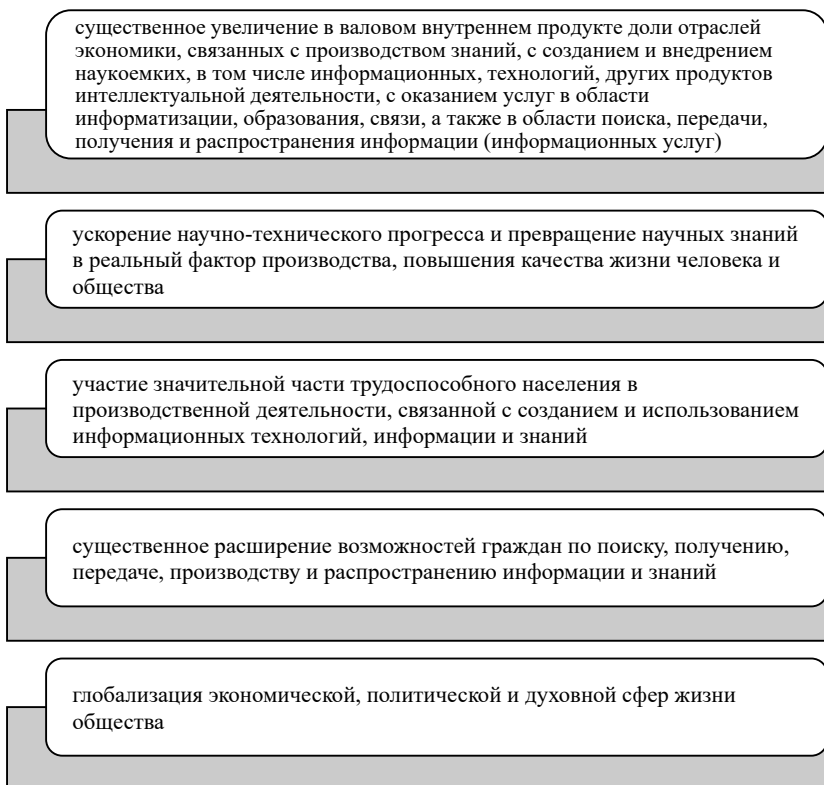 существенное увеличение в валовом внутреннем продукте доли отраслей
экономики, связанных с производством знаний, с созданием и внедрением
наукоемких, в том числе информационных, технологий, других продуктов
интеллектуальной деятельности, с оказанием услуг в области
информатизации, образования, связи, а также в области поиска, передачи,
получения и распространения информации (информационных услуг)
ускорение научно-технического прогресса и превращение научных знаний
в реальный фактор производства, повышения качества жизни человека и
общества
участие значительной части трудоспособного населения в
производственной деятельности, связанной с созданием и использованием
информационных технологий, информации и знаний
существенное расширение возможностей граждан по поиску, получению,
передаче, производству и распространению информации и знаний
глобализация экономической, политической и духовной сфер жизни
общества